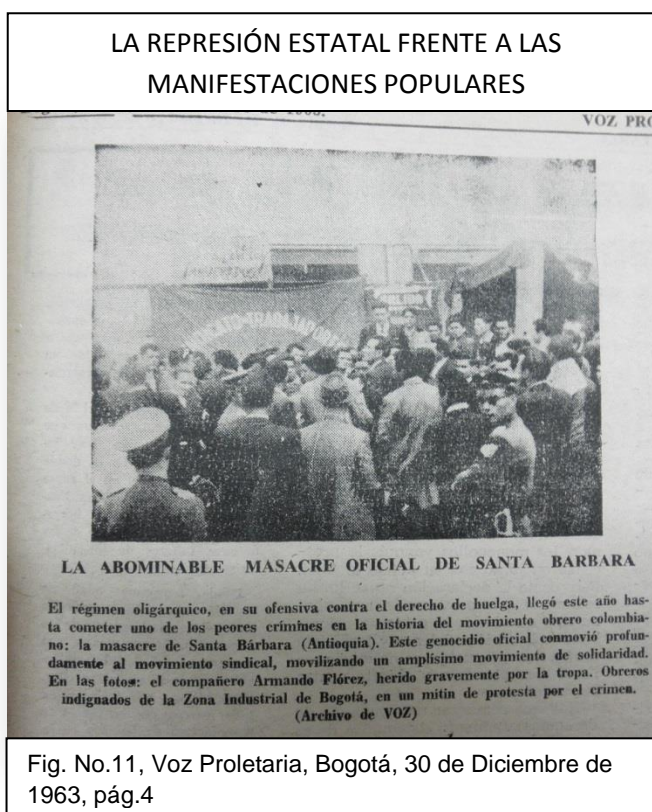 LA REPRESIÓN ESTATAL FRENTE A LAS
MANIFESTACIONES POPULARES
de 1963.
VOZ PRO
LA ABOMINABLE MASACRE OFICIAL DE SANTA BARBARA
El régimen oligárquico, en su ofensiva contra el derecho de huelga, llegó este año has-
ta cometer uno de los peores crímenes en la historia del movimiento obrero colombia-
no: la masacre de Santa Bárbara (Antioquia). Este genocidio oficial conmovió profun-
damente al movimiento sindical, movilizando un amplísimo movimiento de solidaridad.
En las fotos: el compañero Armando Flórez, herido gravemente por la tropa. Obreros
indignados de la Zona Industrial de Bogotá, en un mitin de protesta por el crimen.
(Archivo de VOZ)
Fig. No.11, Voz Proletaria, Bogotá, 30 de Diciembre de
1963, pág.4